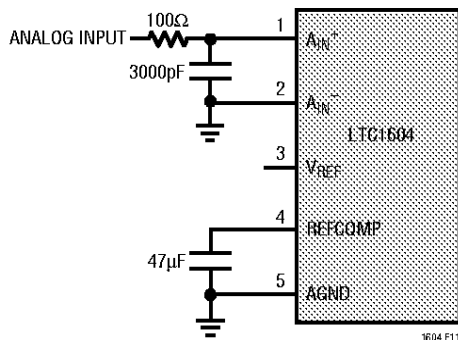 100Ω
1
ANALOG INPUT
AIN+
3000pF
2
AIN−
LTC1604
3
VREF
4
REFCOMP
47µF
5
AGND
1604 F11